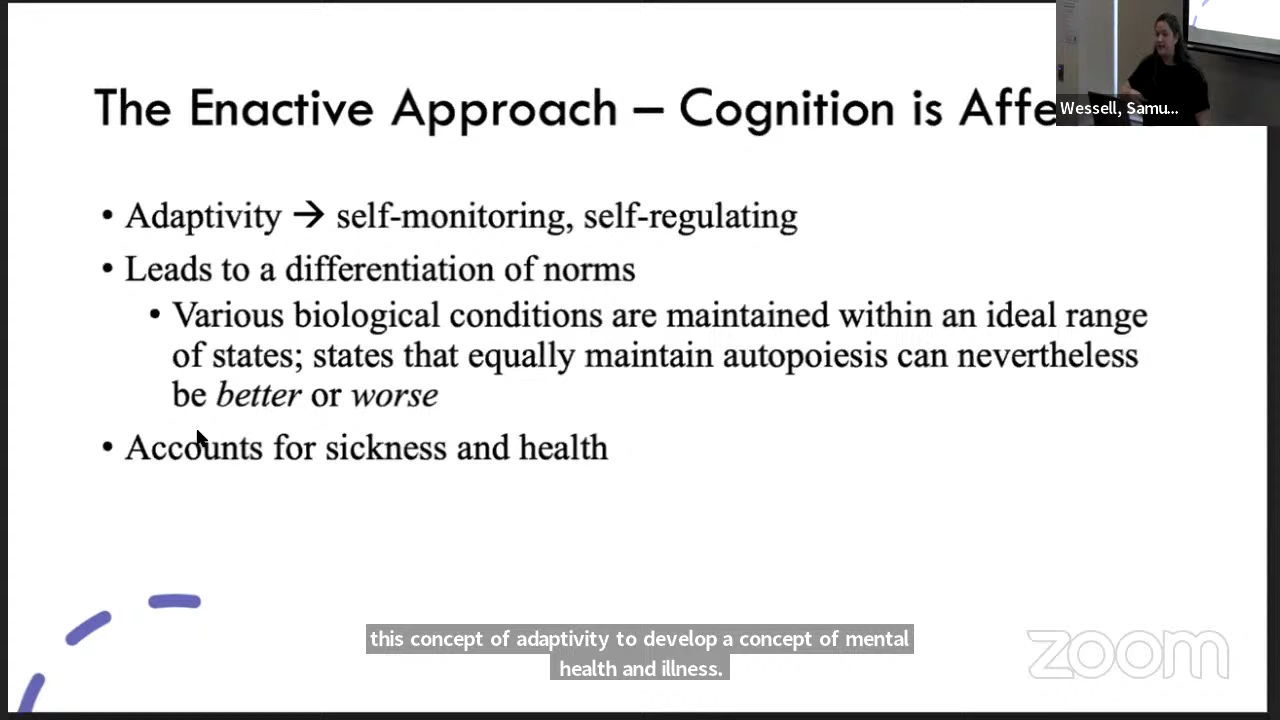 The Enactive Approach – Cognition is Affe
Wessell, Samu...
• Adaptivity → self-monitoring, self-regulating
• Leads to a differentiation of norms
• Various biological conditions are maintained within an ideal range
of states; states that equally maintain autopoiesis can nevertheless
be better or worse
• Accounts for sickness and health
this concept of adaptivity to develop a concept of mental
health and illness.
zoom